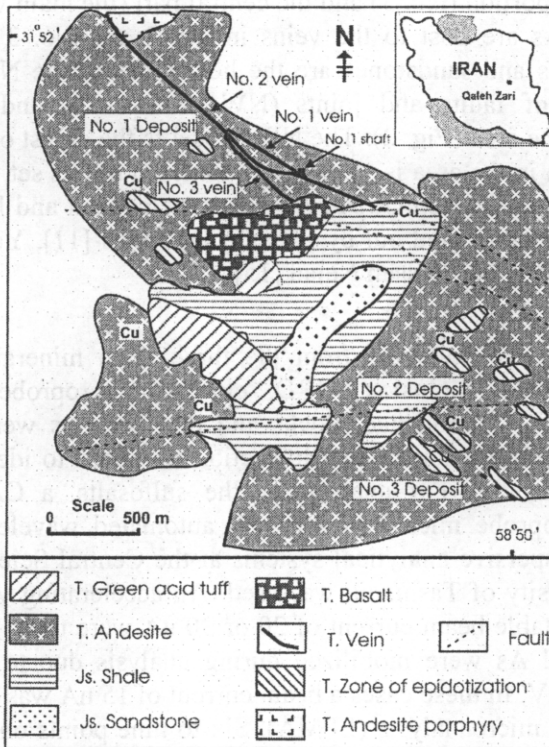 31° 52'
N
IRAN
Qaleh Zari
No. 2 vein
No. 1 vein
No. 1 Deposit
No. 1 shaft
No. 3 vein
Cu
Cu
Cu
Cu
Cu
Cu
No. 2 Deposit
Cu
Cu
Cu
No. 3 Deposit
Scale
0 500 m
58° 50'
T. Green acid tuff
T. Basalt
T. Andesite
T. Vein
Fault
Js. Shale
T. Zone of epidotization
Js. Sandstone
T. Andesite porphyry